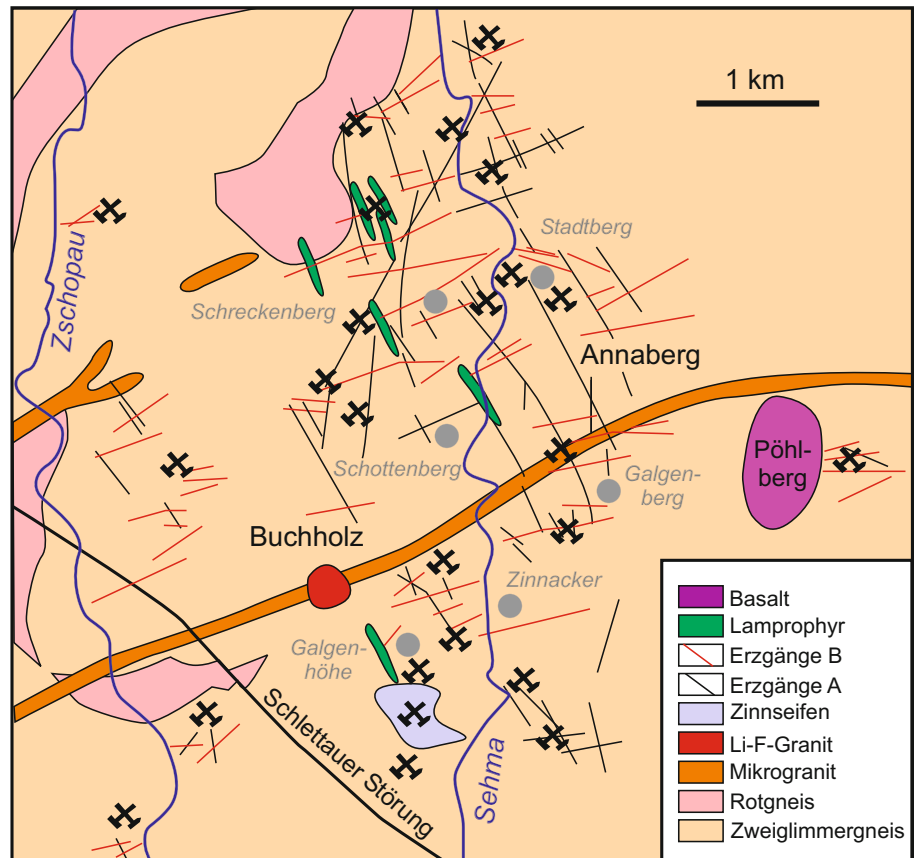 1 km
Stadtberg
Zschopau
Schreckenberg
Annaberg
Schottenberg
Pöhl-
berg
Galgen-
berg
Buchholz
Zinnacker
Galgen-
höhe
Schlettauer Störung
Sehma
Basalt
Lamprophyr
Erzgänge B
Erzgänge A
Zinnseifen
Li-F-Granit
Mikrogranit
Rotgneis
Zweiglimmergneis